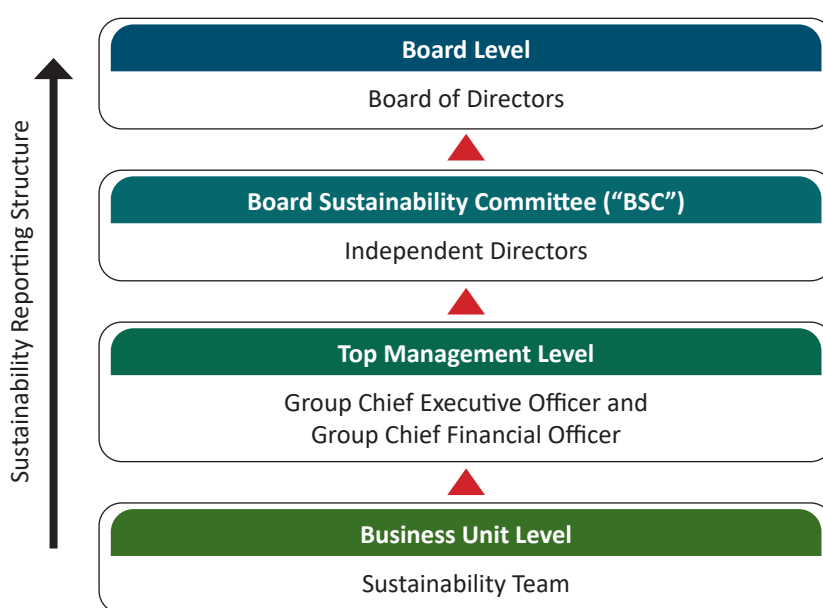 Sustainability Reporting Structure
Board Level
Board of Directors
Board Sustainability Committee (“BSC”)
Independent Directors
Top Management Level
Group Chief Executive Officer and
Group Chief Financial Officer
Business Unit Level
Sustainability Team